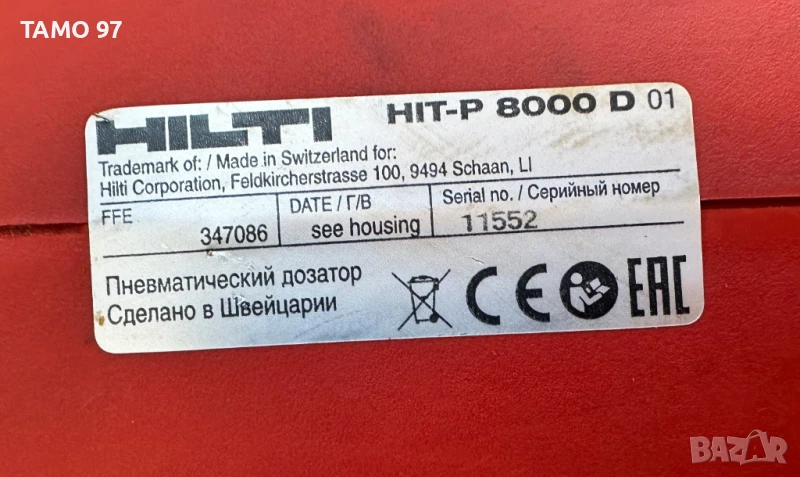 TAMO 97
HILTI HIT-P 8000 D 01
Trademark of: / Made in Switzerland for:
Hilti Corporation, Feldkircherstrasse 100, 9494 Schaan, LI
FFE DATE / Г/В Serial no. / Серийный номер
347086 see housing 11552
Пневматический дозатор
Сделано в Швейцарии
CE EAC
BAZAR